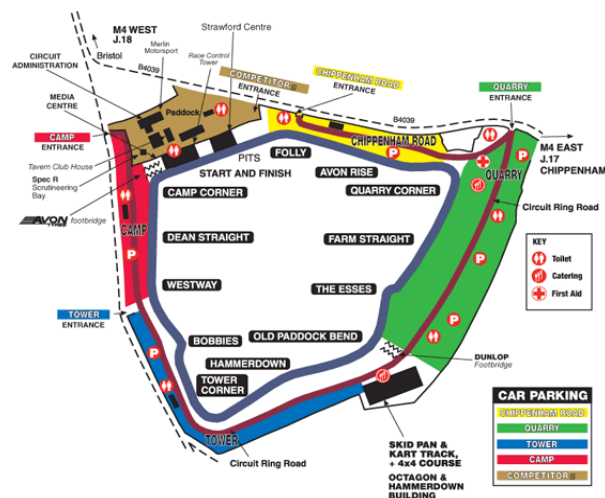 M4 WEST
J.18
Bristol
B4039
Merlin
Motorsport
Strawford Centre
CIRCUIT
ADMINISTRATION
Race Control
Tower
COMPETITORS
ENTRANCE
CHIPPENHAM ROAD
ENTRANCE
QUARRY
ENTRANCE
MEDIA
CENTRE
Paddock
B4039
CAMP
ENTRANCE
M4 EAST
J.17
CHIPPENHAM
CHIPPENHAM ROAD
P
PITS
FOLLY
Tavern Club House
Spec R
Scrutineering
Bay
START AND FINISH
AVON RISE
QUARRY
P
CAMP CORNER
QUARRY CORNER
Circuit Ring Road
AVON
TYRES
footbridge
CAMP
DEAN STRAIGHT
FARM STRAIGHT
P
P
KEY
Toilet
Catering
First Aid
WESTWAY
THE ESSES
TOWER
ENTRANCE
P
P
BOBBIES
OLD PADDOCK BEND
HAMMERDOWN
DUNLOP
Footbridge
TOWER
CORNER
CAR PARKING
CHIPPENHAM ROAD
QUARRY
TOWER
CAMP
COMPETITORS
TOWER
Circuit Ring Road
SKID PAN &
KART TRACK,
+ 4x4 COURSE
OCTAGON &
HAMMERDOWN
BUILDING